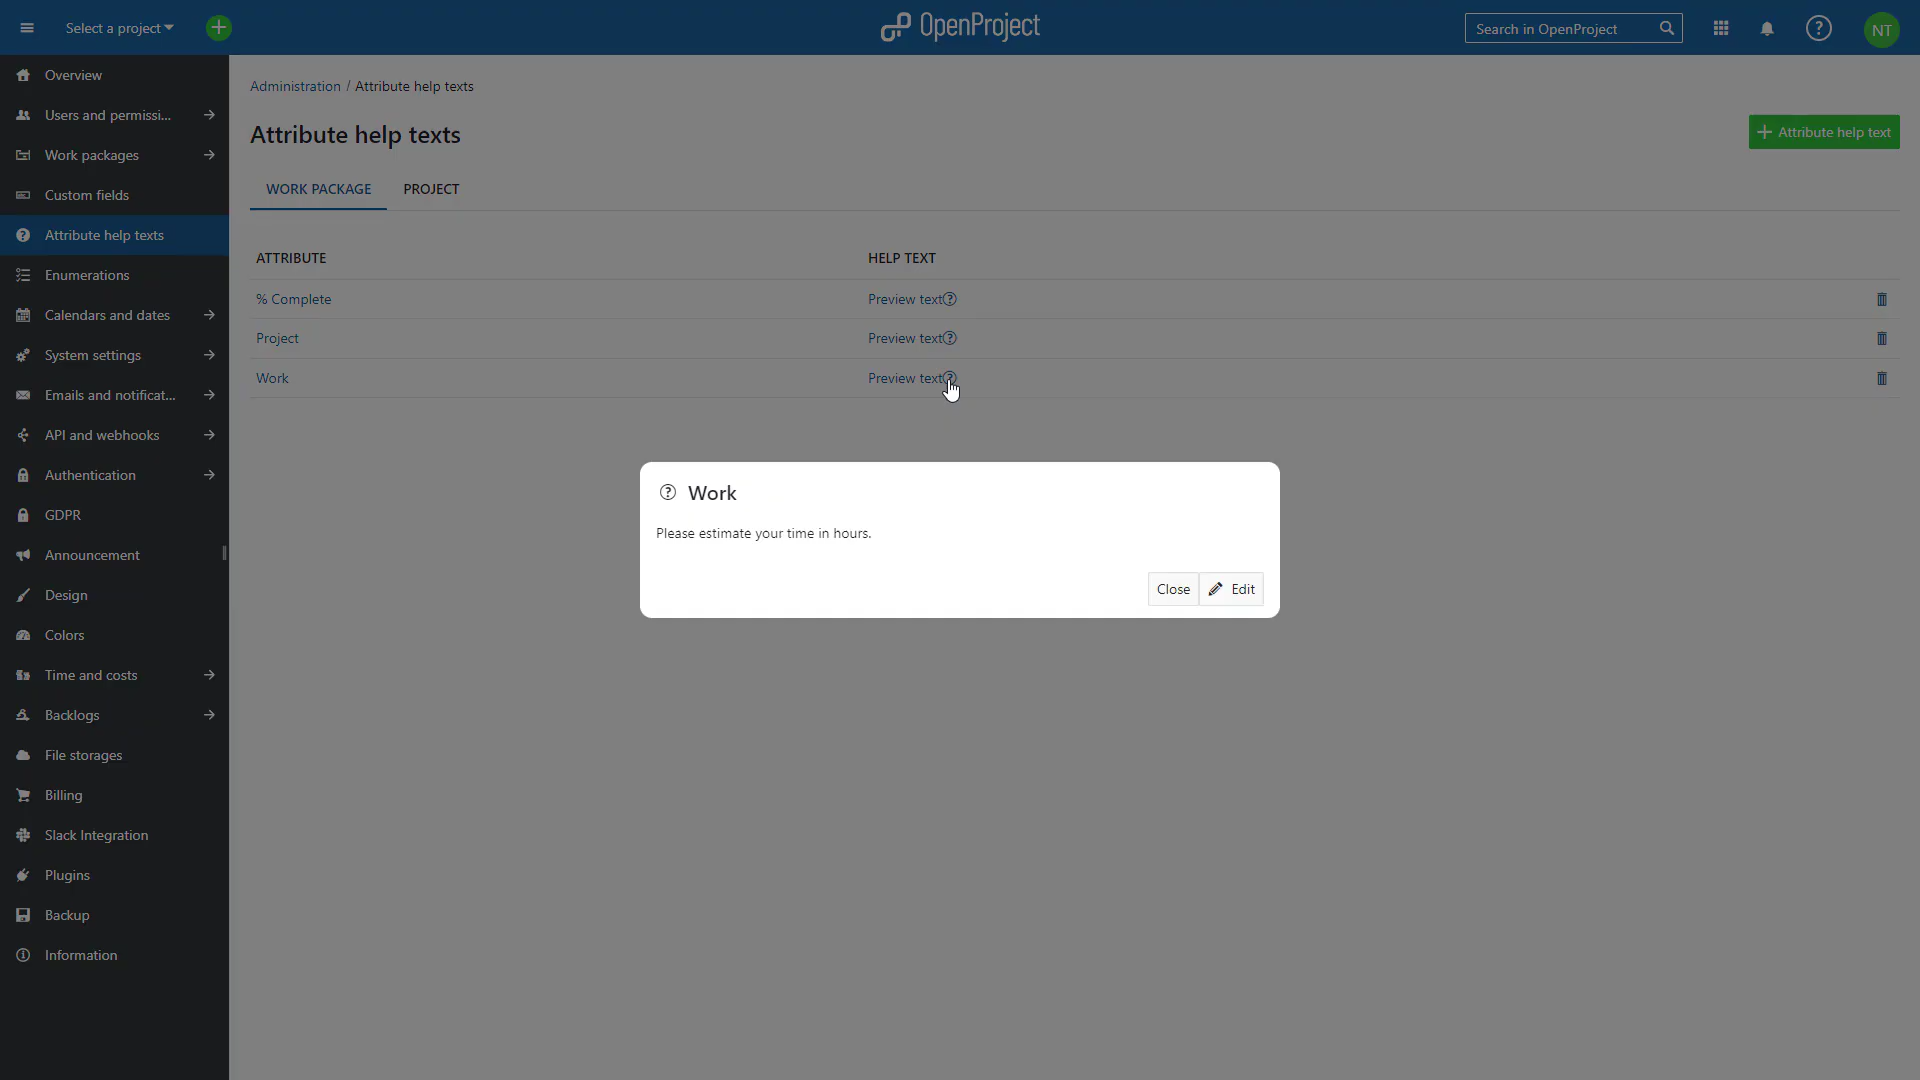 Select a project
OpenProject
Search in OpenProject
NT
Overview
Users and permissi...
Work packages
Custom fields
Attribute help texts
Enumerations
Calendars and dates
System settings
Emails and notificat...
API and webhooks
Authentication
GDPR
Announcement
Design
Colors
Time and costs
Backlogs
File storages
Billing
Slack Integration
Plugins
Backup
Information
Administration / Attribute help texts
Attribute help texts
Attribute help text
WORK PACKAGE PROJECT
ATTRIBUTE HELP TEXT
% Complete Preview text
Project Preview text
Work Preview text
Work
Please estimate your time in hours.
Close Edit